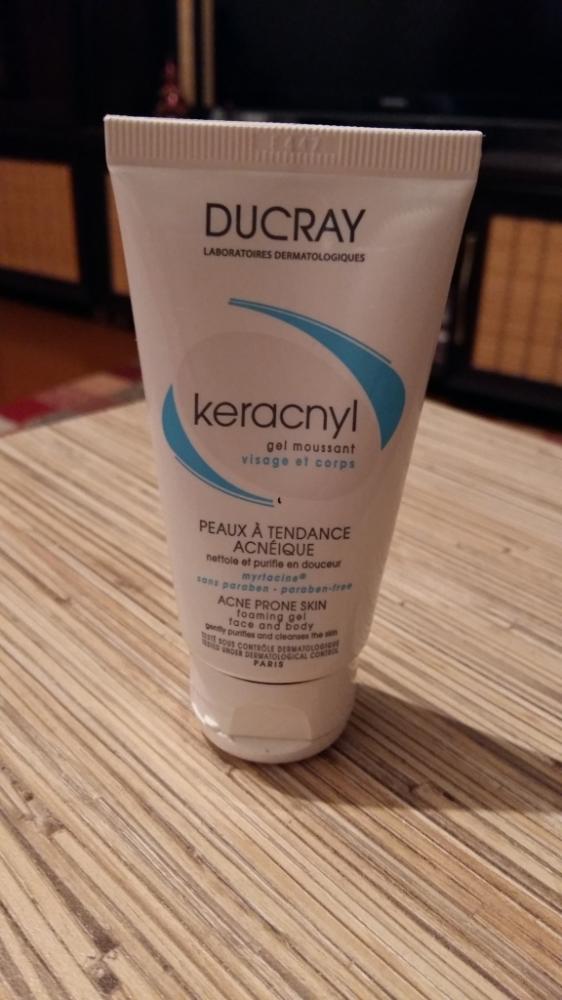 DUCRAY
LABORATOIRES DERMATOLOGIQUES
keracnyl
gel moussant
visage et corps
PEAUX À TENDANCE
ACNÉIQUE
nettoie et purifie en douceur
myrtacine®
sans paraben - paraben-free
ACNE PRONE SKIN
foaming gel
face and body
gently purifies and cleanses the skin
TESTÉ SOUS CONTRÔLE DERMATOLOGIQUE
TESTED UNDER DERMATOLOGICAL CONTROL
PARIS